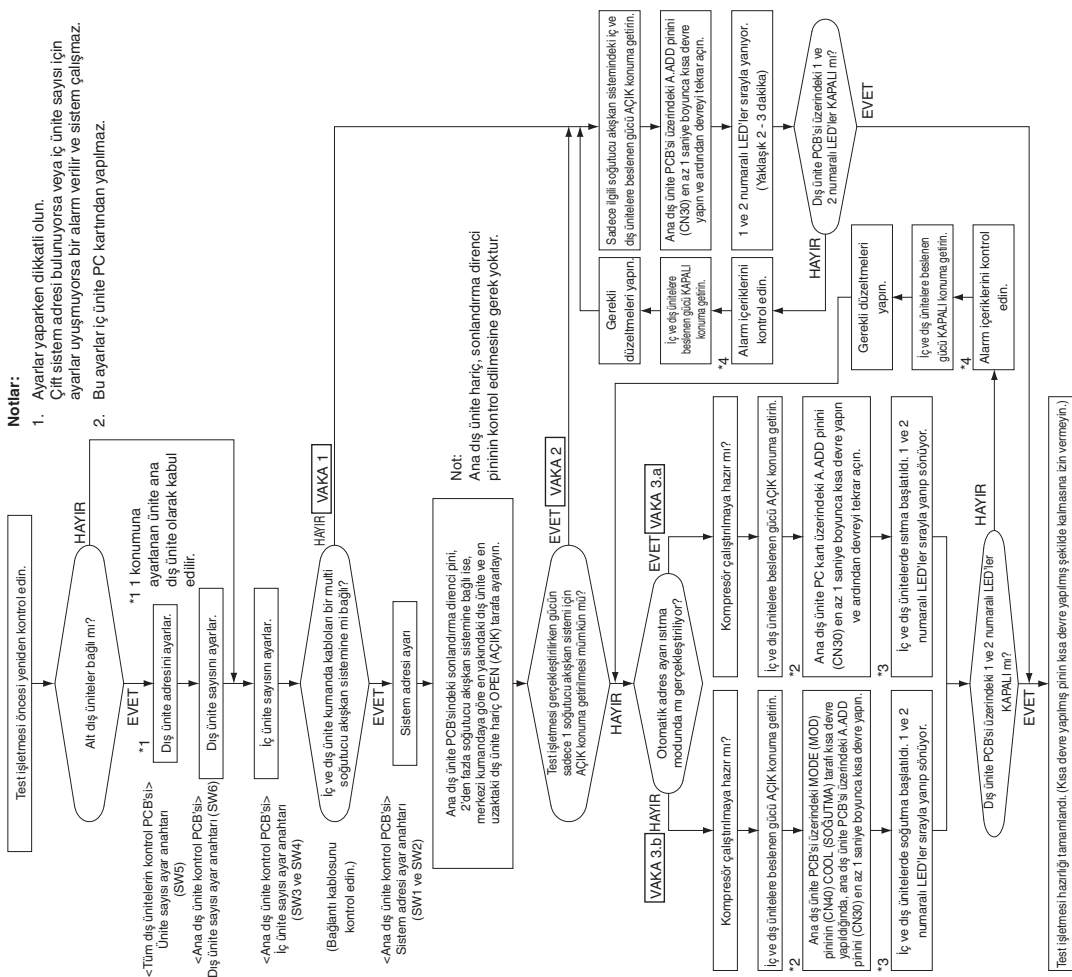 Test işletmesi öncesi yeniden kontrol edin.
Notlar:
1. Ayarlar yaparken dikkatli olun.
Çift sistem adresi bulunuyorsa veya iç ünite sayısı için
ayarlar uyuşmuyorsa bir alarm verilir ve sistem çalışmaz.
2. Bu ayarlar iç ünite PC kartından yapılmaz.
Alt dış üniteler bağlı mı?
HAYIR
EVET
*1 1 konumuna
ayarlanan ünite ana
dış ünite olarak kabul
edilir.
<Tüm dış ünitelerin kontrol PCB'si>
Ünite sayısı ayar anahtarı
(SW5)
*1
Dış ünite adresini ayarlar.
<Ana dış ünite kontrol PCB'si>
Dış ünite sayısı ayar anahtarı (SW6)
Dış ünite sayısını ayarlar.
<Ana dış ünite kontrol PCB'si>
İç ünite sayısı ayar anahtarı
(SW3 ve SW4)
İç ünite sayısını ayarlar.
(Bağlantı kablosunu
kontrol edin.)
İç ve dış ünite kumanda kabloları bir multi
soğutucu akışkan sistemine mi bağlı?
HAYIR
VAKA 1
EVET
<Ana dış ünite kontrol PCB'si>
Sistem adresi ayar anahtarı
(SW1 ve SW2)
Sistem adresi ayarı
Ana dış ünite PCB'sindeki sonlandırma direnci pini,
2'den fazla soğutucu akışkan sistemine bağlı ise,
merkezi kumandaya göre en yakındaki dış ünite ve en
uzaktaki dış ünite hariç OPEN (AÇIK) tarafa ayarlayın.
Not:
Ana dış ünite hariç, sonlandırma direnci
pininin kontrol edilmesine gerek yoktur.
Test işletmesi gerçekleştirilirken gücün
sadece 1 soğutucu akışkan sistemi için
AÇIK konuma getirilmesi mümkün mü?
EVET
VAKA 2
HAYIR
Otomatik adres ayarı ısıtma
modunda mı gerçekleştiriliyor?
EVET
VAKA 3.a
VAKA 3.b
HAYIR
Kompresör çalıştırılmaya hazır mı?
İç ve dış ünitelere beslenen gücü AÇIK konuma getirin.
*2
Ana dış ünite PCB'si üzerindeki MODE (MOD)
pininin (CN40) COOL (SOĞUTMA) tarafı kısa devre
yapıldığında, ana dış ünite PCB'si üzerindeki A.ADD
pinini (CN30) en az 1 saniye boyunca kısa devre yapın.
*3
İç ve dış ünitelerde soğutma başlatıldı. 1 ve 2
numaralı LED'ler sırayla yanıp sönüyor.
Kompresör çalıştırılmaya hazır mı?
İç ve dış ünitelere beslenen gücü AÇIK konuma getirin.
*2
Ana dış ünite PC kartı üzerindeki A.ADD pinini
(CN30) en az 1 saniye boyunca kısa devre yapın
ve ardından devreyi tekrar açın.
*3
İç ve dış ünitelerde ısıtma başlatıldı. 1 ve 2
numaralı LED'ler sırayla yanıp sönüyor.
Dış ünite PCB'si üzerindeki 1 ve 2 numaralı LED'ler
KAPALI mı?
HAYIR
EVET
*4
Alarm içeriklerini kontrol
edin.
İç ve dış ünitelere beslenen
gücü KAPALI konuma getirin.
Gerekli düzeltmeleri
yapın.
Sadece ilgili soğutucu akışkan sistemindeki iç ve
dış ünitelere beslenen gücü AÇIK konuma getirin.
Ana dış ünite PCB'si üzerindeki A.ADD pinini
(CN30) en az 1 saniye boyunca kısa devre
yapın ve ardından devreyi tekrar açın.
1 ve 2 numaralı LED'ler sırayla yanıyor.
(Yaklaşık 2 - 3 dakika)
Dış ünite PCB'si üzerindeki 1 ve
2 numaralı LED'ler KAPALI mı?
HAYIR
EVET
*4
Alarm içeriklerini
kontrol edin.
İç ve dış ünitelere
beslenen gücü KAPALI
konuma getirin.
Gerekli
düzeltmeleri yapın.
Test işletmesi hazırlığı tamamlandı. (Kısa devre yapılmış pinin kısa devre yapılmış şekilde kalmasına izin vermeyin.)